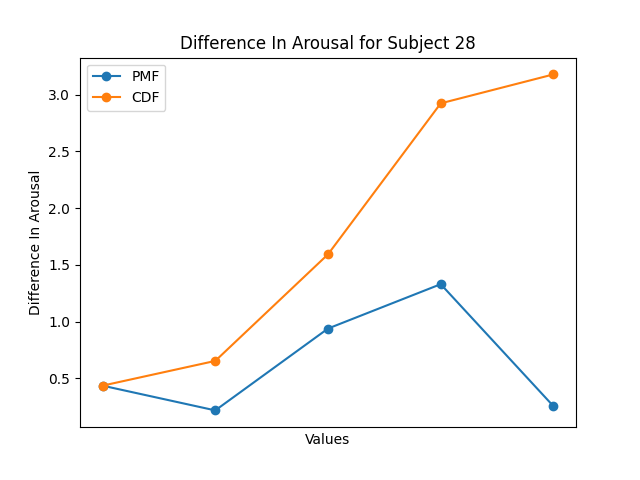 Difference In Arousal for Subject 28
PMF
CDF
3.0
2.5
2.0
1.5
1.0
0.5
Difference In Arousal
Values